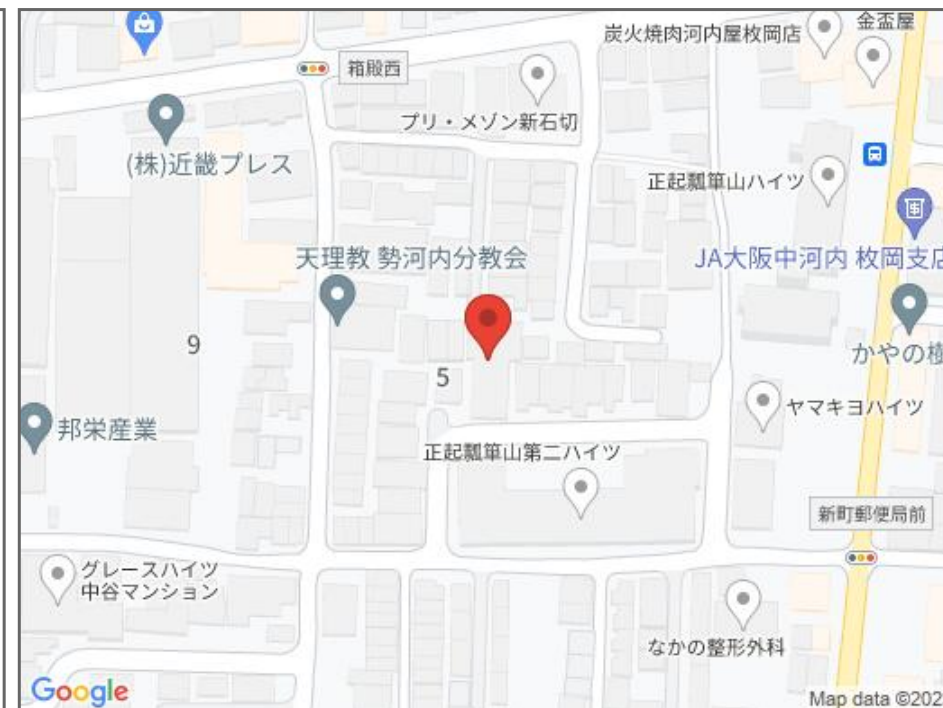 炭火焼肉河内屋枚岡店
金盃屋
箱殿西
プリ・メゾン新石切
(株)近畿プレス
正起瓢箪山ハイツ
天理教 勢河内分教会
JA大阪中河内 枚岡支店
かやの樹
9
5
ヤマキヨハイツ
邦栄産業
正起瓢箪山第二ハイツ
新町郵便局前
グレースハイツ
中谷マンション
なかの整形外科
Google
Map data ©202